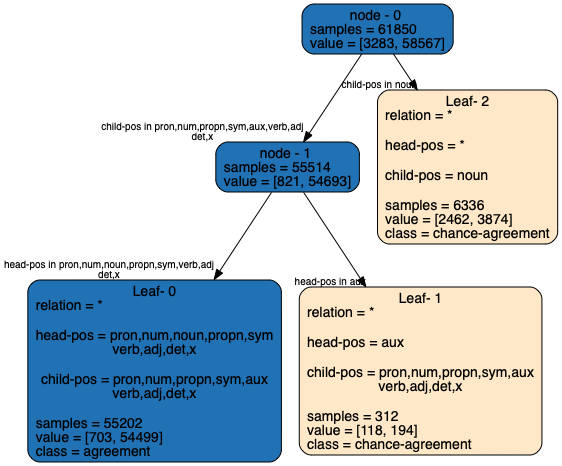 node - 0
samples = 61850
value = [3283, 58567]
child-pos in noun
Leaf- 2
relation = *
head-pos = *
child-pos = noun
samples = 6336
value = [2462, 3874]
class = chance-agreement
child-pos in pron,num,propn,sym,aux,verb,adj
det,x
node - 1
samples = 55514
value = [821, 54693]
head-pos in pron,num,noun,propn,sym,verb,adj
det,x
Leaf- 0
relation = *
head-pos = pron,num,noun,propn,sym
verb,adj,det,x
child-pos = pron,num,propn,sym,aux
verb,adj,det,x
samples = 55202
value = [703, 54499]
class = agreement
head-pos in aux
Leaf- 1
relation = *
head-pos = aux
child-pos = pron,num,propn,sym,aux
verb,adj,det,x
samples = 312
value = [118, 194]
class = chance-agreement